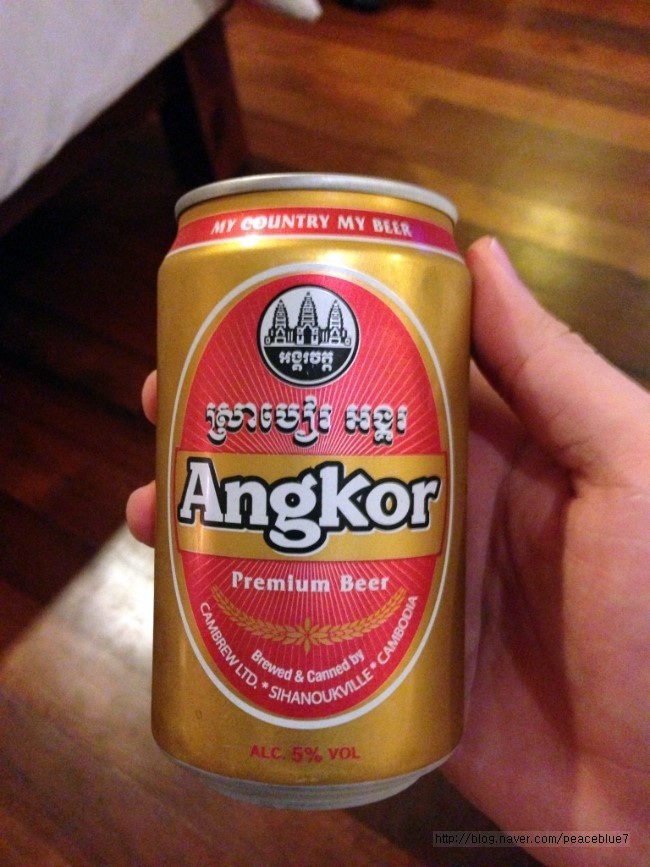 MY COUNTRY MY BEER
អង្គរវត្ត
ស្រាបៀរ អង្គរ
Angkor
Premium Beer
Brewed & Canned by
CAMBREW LTD. * SIHANOUKVILLE * CAMBODIA
ALC. 5% VOL
http://blog.naver.com/peaceblue7